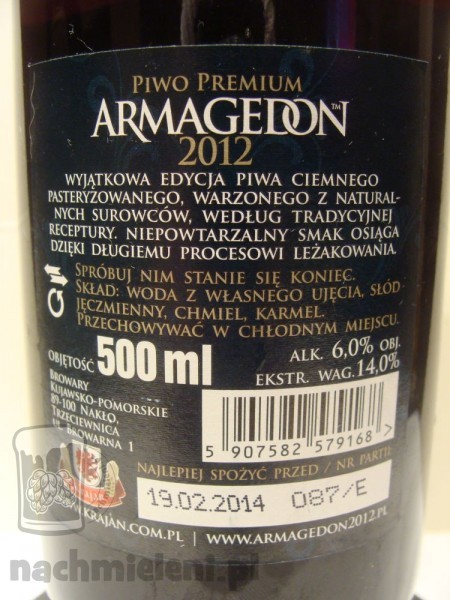 PIWO PREMIUM
ARMAGEDON™
2012
WYJĄTKOWA EDYCJA PIWA CIEMNEGO
PASTERYZOWANEGO, WARZONEGO Z NATURAL-
NYCH SUROWCÓW, WEDŁUG TRADYCYJNEJ
RECEPTURY. NIEPOWTARZALNY SMAK OSIĄGA
DZIĘKI DŁUGIEMU PROCESOWI LEŻAKOWANIA.
SPRÓBUJ NIM STANIE SIĘ KONIEC.
SKŁAD: WODA Z WŁASNEGO UJĘCIA, SŁÓD
JĘCZMIENNY, CHMIEL, KARMEL.
PRZECHOWYWAĆ W CHŁODNYM MIEJSCU.
OBJĘTOŚĆ 500 ml
ALK. 6,0% OBJ.
EKSTR. WAG. 14,0%
BROWARY
KUJAWSKO-POMORSKIE
89-100 NAKŁO,
TRZECIEWNICA
UL. BROWARNA 1
5 907582 579168 >
NAJLEPIEJ SPOŻYĆ PRZED / NR PARTII
19.02.2014 087/E
KRAJAN.COM.PL | WWW.ARMAGEDON2012.PL
nachmieleni.pl